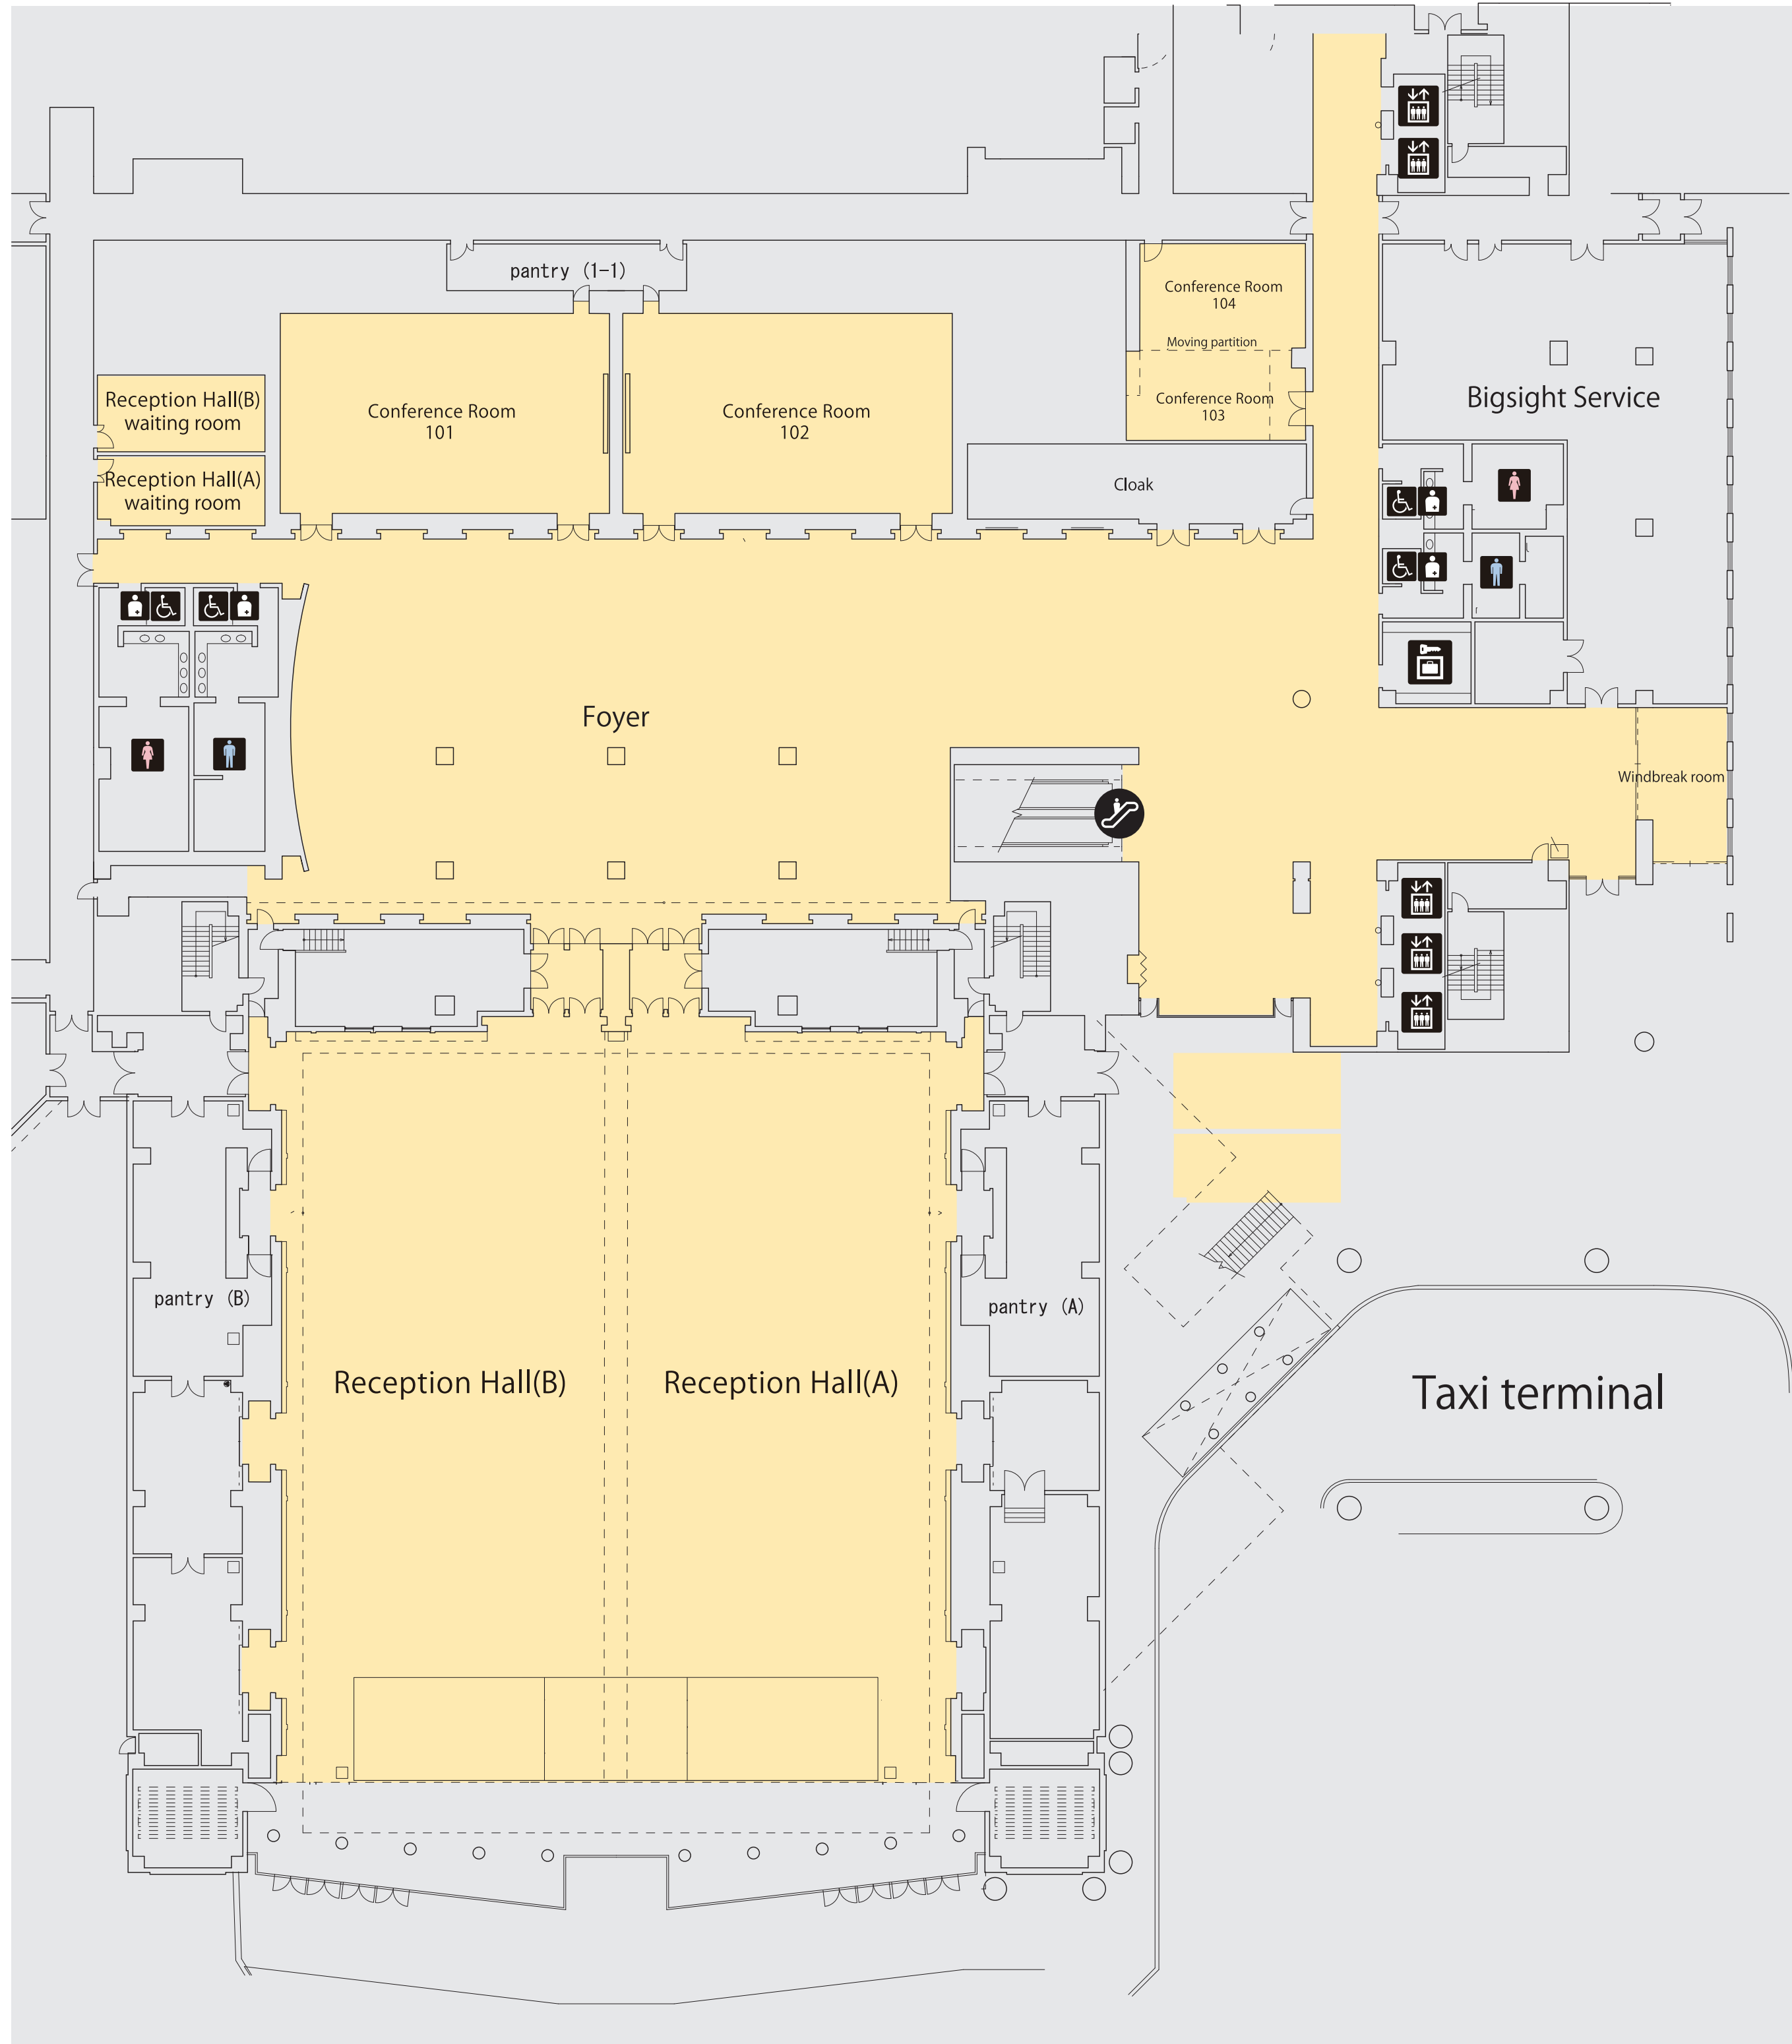 pantry (1-1)
Conference Room
104
Moving partition
Conference Room
103
Reception Hall(B)
waiting room
Conference Room
101
Conference Room
102
Bigsight Service
Reception Hall(A)
waiting room
Cloak
Foyer
Windbreak room
pantry (B)
pantry (A)
Reception Hall(B)
Reception Hall(A)
Taxi terminal